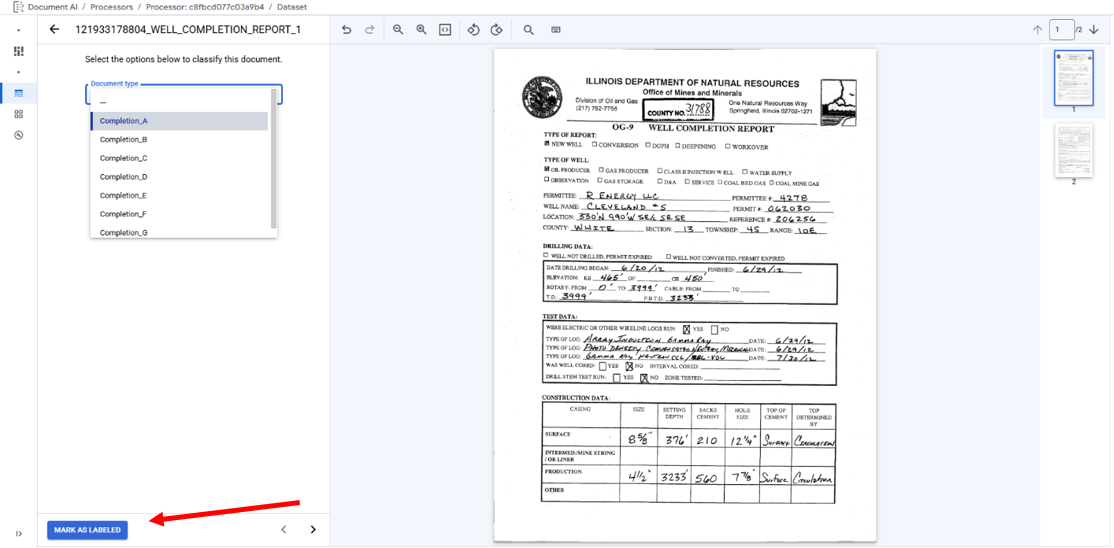 Document AI / Processors / Processor: c8fbcd077c03a9b4 / Dataset
121933178804_WELL_COMPLETION_REPORT_1
Select the options below to classify this document.
Document type
---
Completion_A
Completion_B
Completion_C
Completion_D
Completion_E
Completion_F
Completion_G
MARK AS LABELED
1 /2
ILLINOIS DEPARTMENT OF NATURAL RESOURCES
Office of Mines and Minerals
Division of Oil and Gas
(217) 782-7756
COUNTY NO. 31788
One Natural Resources Way
Springfield, Illinois 62702-1271
OG-9 WELL COMPLETION REPORT
TYPE OF REPORT:
NEW WELL CONVERSION DOPH DEEPENING WORKOVER
TYPE OF WELL:
OIL PRODUCER GAS PRODUCER CLASS II INJECTION WELL WATER SUPPLY
OBSERVATION GAS STORAGE D&A SERVICE COAL BED GAS COAL MINE GAS
PERMITTEE: R ENERGY LLC PERMITTEE #: 4278
WELL NAME: CLEVELAND #5 PERMIT #: 062030
LOCATION: 330'N 990'W SE/c SE SE REFERENCE #: 206256
COUNTY: WHITE SECTION: 13 TOWNSHIP: 4S RANGE: 10E
DRILLING DATA:
WELL NOT DRILLED, PERMIT EXPIRED WELL NOT CONVERTED, PERMIT EXPIRED
DATE DRILLING BEGAN: 6/20/12 FINISHED: 6/29/12
ELEVATION: KB 465' DF OR 450'
ROTARY: FROM 0' TO 3999' CABLE: FROM TO
T.D. 3999' P.B.T.D. 3233'
TEST DATA:
WERE ELECTRIC OR OTHER WIRELINE LOGS RUN: YES NO
TYPE OF LOG: ARRAY INDUCTION GAMMA RAY DATE: 6/29/12
TYPE OF LOG: PHOTO DENSITY COMPENSATED NEUTRON DATE: 6/29/12
TYPE OF LOG: GAMMA RAY NEUTRON CCL DATE: 7/30/12
WAS WELL CORED: YES NO INTERVAL CORED:
DRILL STEM TEST RUN: YES NO ZONE TESTED:
CONSTRUCTION DATA:
CASING SIZE SETTING DEPTH SACKS CEMENT HOLE SIZE TOP OF CEMENT TOP DETERMINED BY
SURFACE 8 5/8" 376' 210 12 1/4" Surface Circulation
INTERMED./MINE STRING / OR LINER
PRODUCTION 4 1/2" 3233' 560 7 7/8" Surface Circulation
OTHER
1
2